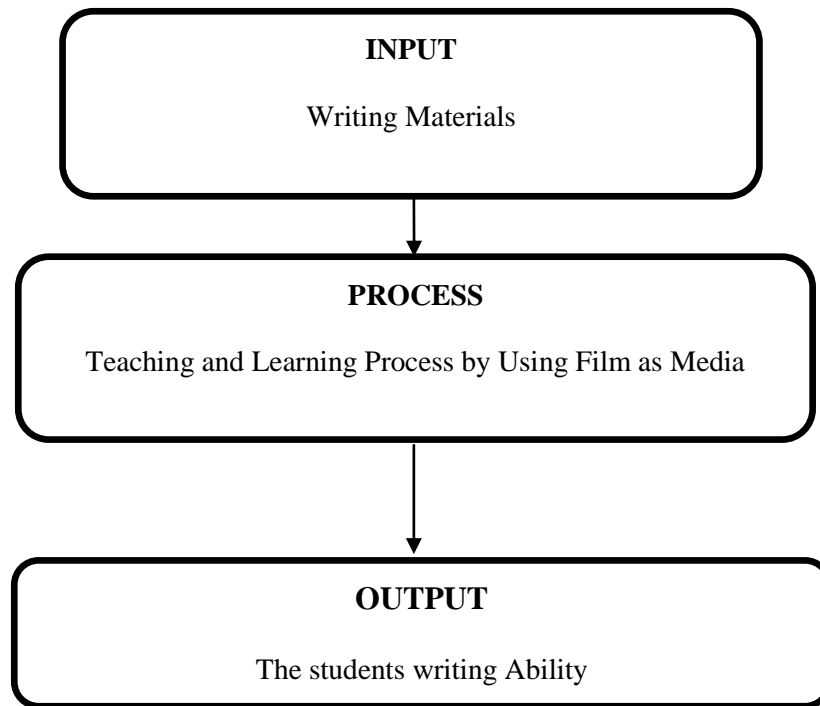 INPUT
Writing Materials
PROCESS
Teaching and Learning Process by Using Film as Media
OUTPUT
The students writing Ability